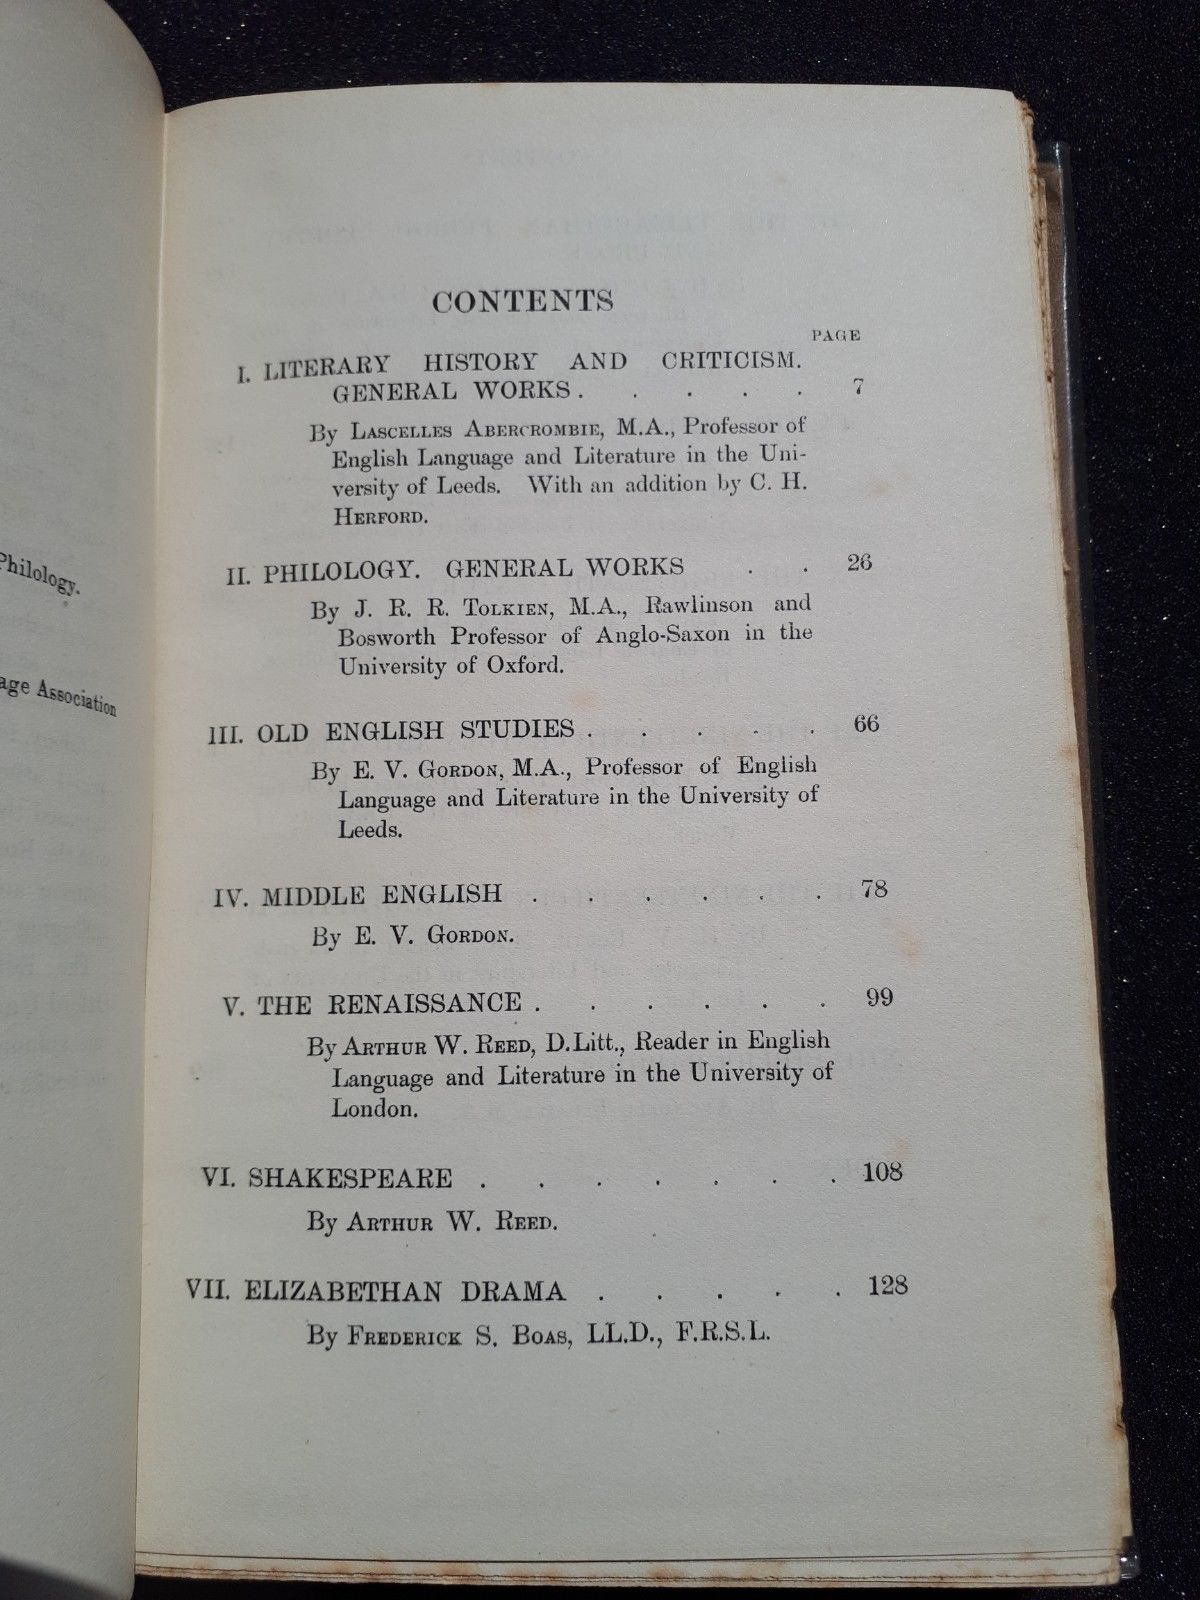 Philology.
age Association
CONTENTS
PAGE
I. LITERARY HISTORY AND CRITICISM.
GENERAL WORKS . . . . . 7
By LASCELLES ABERCROMBIE, M.A., Professor of
English Language and Literature in the Uni-
versity of Leeds. With an addition by C. H.
HERFORD.
II. PHILOLOGY. GENERAL WORKS . . 26
By J. R. R. TOLKIEN, M.A., Rawlinson and
Bosworth Professor of Anglo-Saxon in the
University of Oxford.
III. OLD ENGLISH STUDIES . . . . . 66
By E. V. GORDON, M.A., Professor of English
Language and Literature in the University of
Leeds.
IV. MIDDLE ENGLISH . . . . . . 78
By E. V. GORDON.
V. THE RENAISSANCE . . . . . . 99
By ARTHUR W. REED, D.Litt., Reader in English
Language and Literature in the University of
London.
VI. SHAKESPEARE . . . . . . . 108
By ARTHUR W. REED.
VII. ELIZABETHAN DRAMA . . . . . 128
By FREDERICK S. BOAS, LL.D., F.R.S.L.